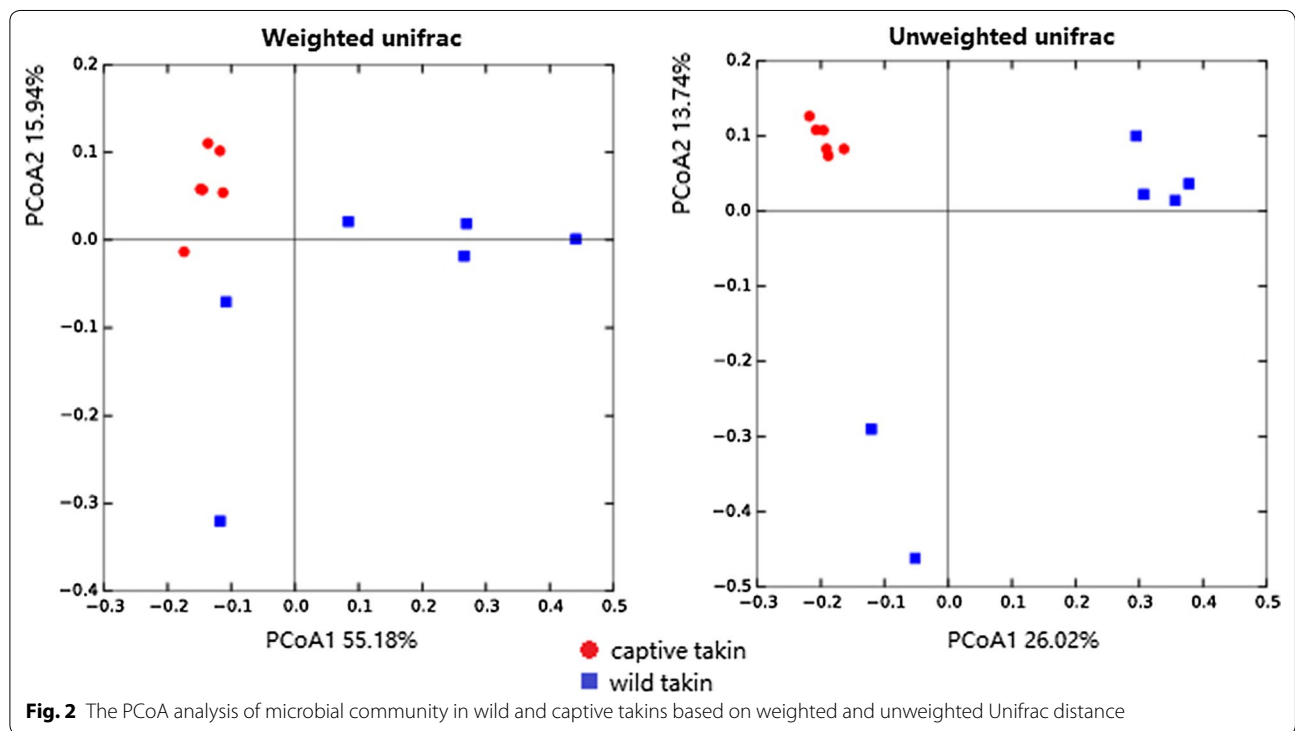 Weighted unifrac
PCoA2 15.94%
0.2
0.1
0.0
−0.1
−0.2
−0.3
−0.4
−0.3 −0.2 −0.1 0.0 0.1 0.2 0.3 0.4 0.5
PCoA1 55.18%
Unweighted unifrac
PCoA2 13.74%
0.2
0.1
0.0
−0.1
−0.2
−0.3
−0.4
−0.5
−0.3 −0.2 −0.1 0.0 0.1 0.2 0.3 0.4 0.5
PCoA1 26.02%
captive takin
wild takin
Fig. 2 The PCoA analysis of microbial community in wild and captive takins based on weighted and unweighted Unifrac distance